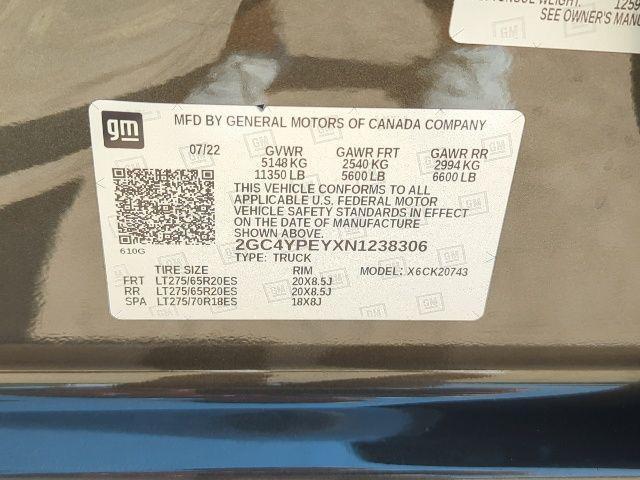 1259
SEE OWNER'S MANU
gm
MFD BY GENERAL MOTORS OF CANADA COMPANY
07/22 GVWR GAWR FRT GAWR RR
5148 KG 2540 KG 2994 KG
11350 LB 5600 LB 6600 LB
THIS VEHICLE CONFORMS TO ALL
APPLICABLE U.S. FEDERAL MOTOR
VEHICLE SAFETY STANDARDS IN EFFECT
ON THE DATE OF MANUFACTURE
SHOWN ABOVE.
610G 2GC4YPEYXN1238306
TYPE: TRUCK
TIRE SIZE RIM MODEL: X6CK20743
FRT LT275/65R20ES 20X8.5J
RR LT275/65R20ES 20X8.5J
SPA LT275/70R18ES 18X8J